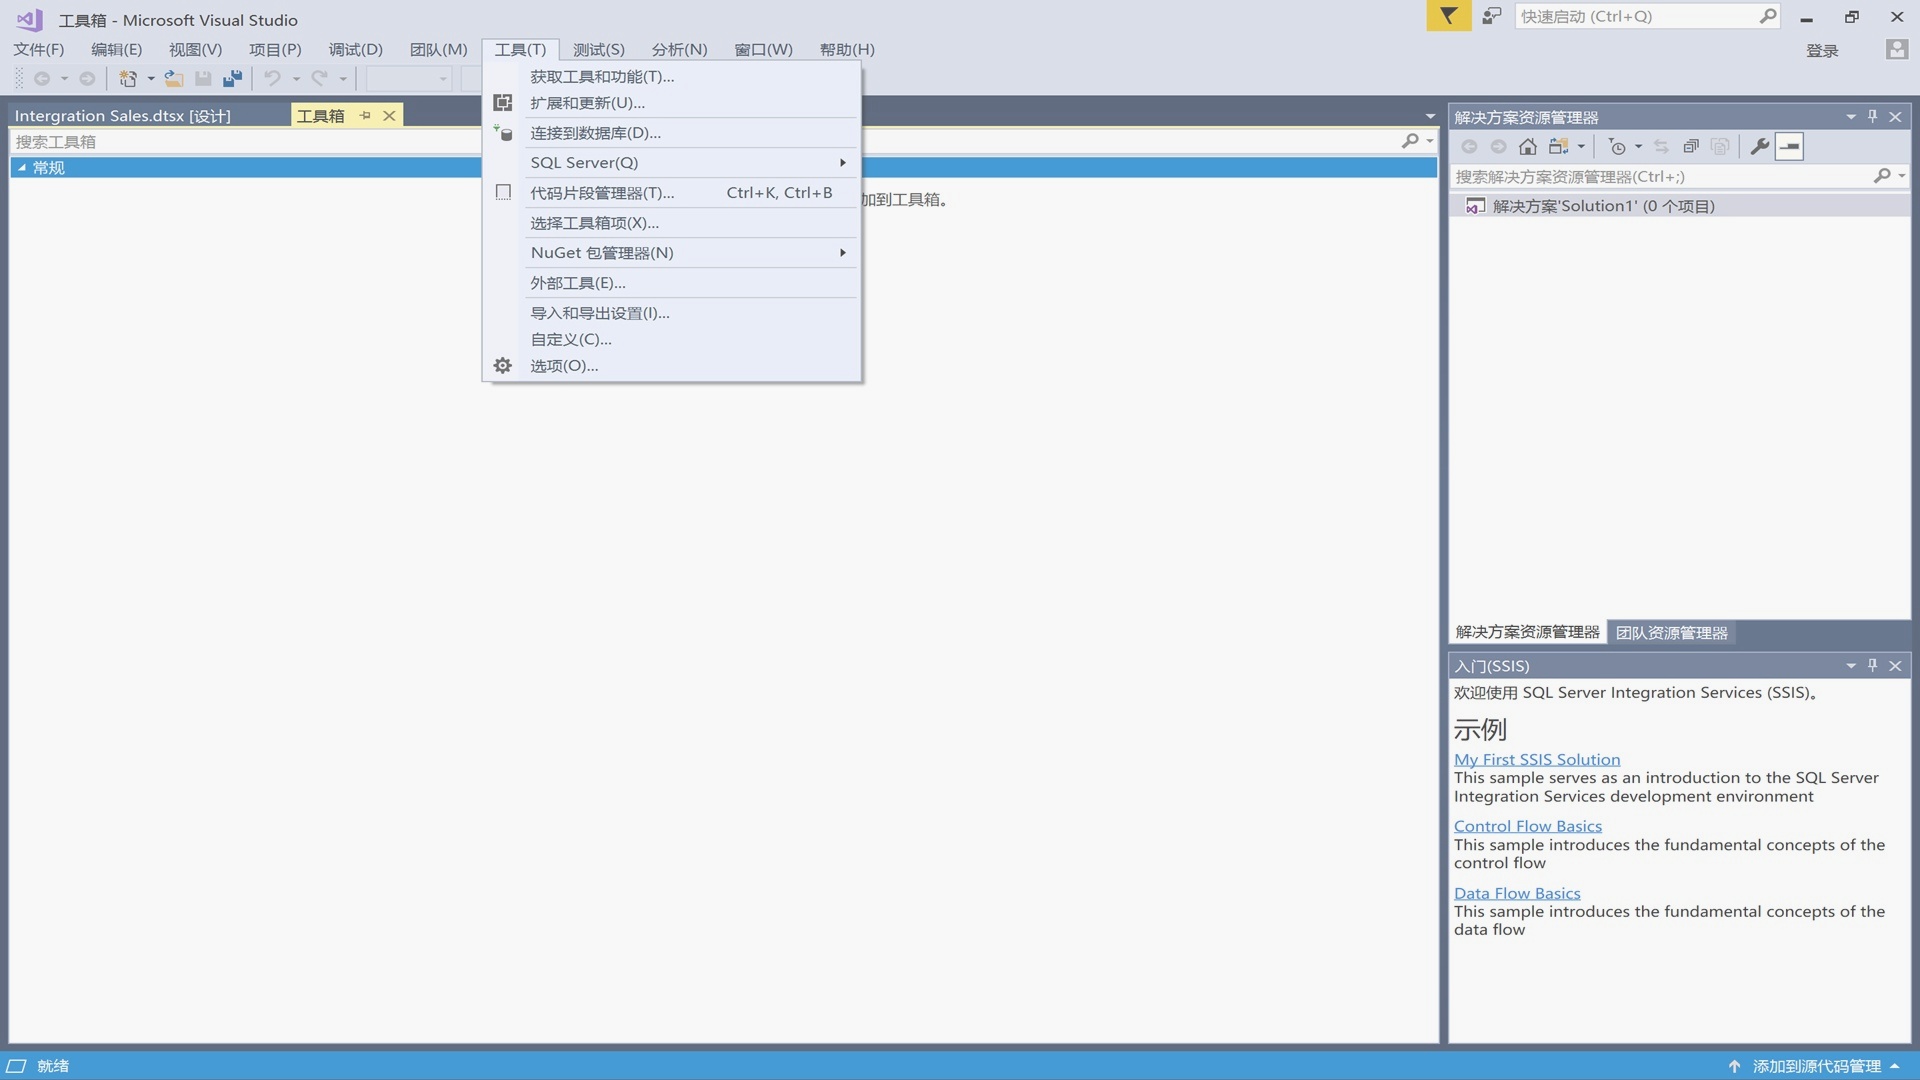 工具箱 - Microsoft Visual Studio
快速启动 (Ctrl+Q)
文件(F) 编辑(E) 视图(V) 项目(P) 调试(D) 团队(M) 工具(T) 测试(S) 分析(N) 窗口(W) 帮助(H)
登录
Intergration Sales.dtsx [设计] 工具箱
搜索工具箱
常规
加到工具箱。
获取工具和功能(T)...
扩展和更新(U)...
连接到数据库(D)...
SQL Server(Q)
代码片段管理器(T)... Ctrl+K, Ctrl+B
选择工具箱项(X)...
NuGet 包管理器(N)
外部工具(E)...
导入和导出设置(I)...
自定义(C)...
选项(O)...
解决方案资源管理器
搜索解决方案资源管理器(Ctrl+;)
解决方案'Solution1' (0 个项目)
解决方案资源管理器 团队资源管理器
入门(SSIS)
欢迎使用 SQL Server Integration Services (SSIS)。
示例
My First SSIS Solution
This sample serves as an introduction to the SQL Server
Integration Services development environment
Control Flow Basics
This sample introduces the fundamental concepts of the
control flow
Data Flow Basics
This sample introduces the fundamental concepts of the
data flow
就绪
添加到源代码管理